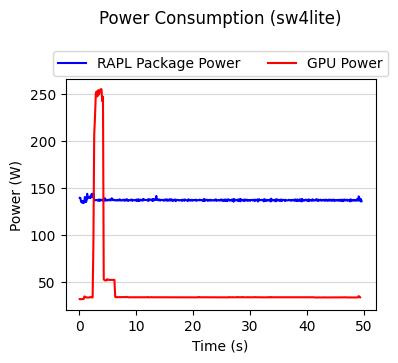 Power Consumption (sw4lite)
RAPL Package Power
GPU Power
250
200
150
100
50
Power (W)
0
10
20
30
40
50
Time (s)